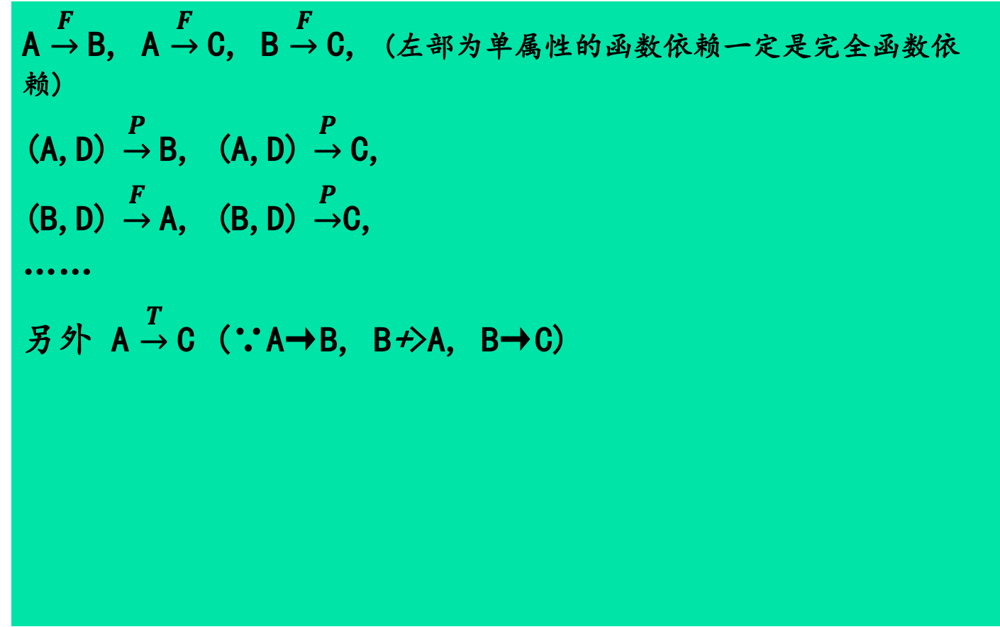 A \xrightarrow{F} B, A \xrightarrow{F} C, B \xrightarrow{F} C, (左部为单属性的函数依赖一定是完全函数依
赖)
(A,D) \xrightarrow{P} B, (A,D) \xrightarrow{P} C,
(B,D) \xrightarrow{F} A, (B,D) \xrightarrow{P} C,
……
另外 A \xrightarrow{T} C (∵A→B, B↛A, B→C)